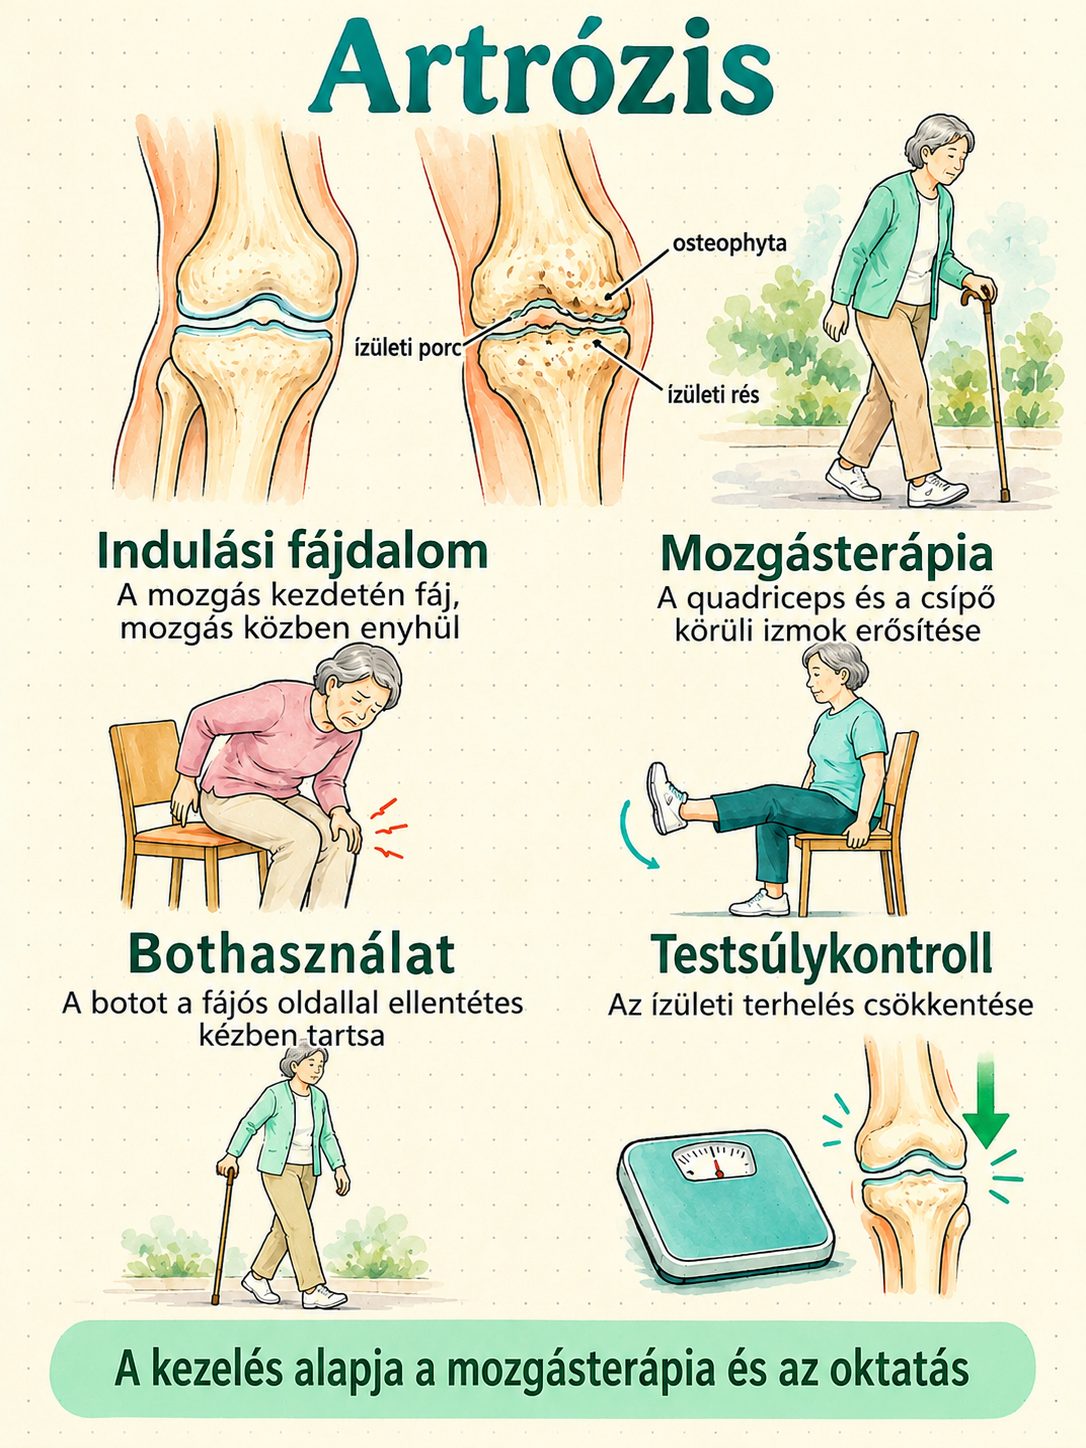 Artrózis
osteophyta
ízületi porc
ízületi rés
Indulási fájdalom
A mozgás kezdetén fáj,
mozgás közben enyhül
Mozgásterápia
A quadriceps és a csípő
körüli izmok erősítése
Bothasználat
A botot a fájós oldallal ellentétes
kézben tartsa
Testsúlykontroll
Az ízületi terhelés csökkentése
A kezelés alapja a mozgásterápia és az oktatás